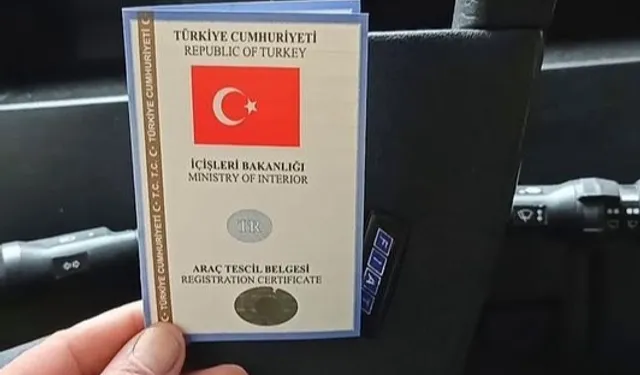 TÜRKİYE CUMHURİYETİ
REPUBLIC OF TURKEY
İÇİŞLERİ BAKANLIĞI
MINISTRY OF INTERIOR
TR
ARAÇ TESCİL BELGESİ
REGISTRATION CERTIFICATE
TÜRKİYE CUMHURİYETİ T.C. T.C. TÜRKİYE CUMHURİYETİ
FIAT